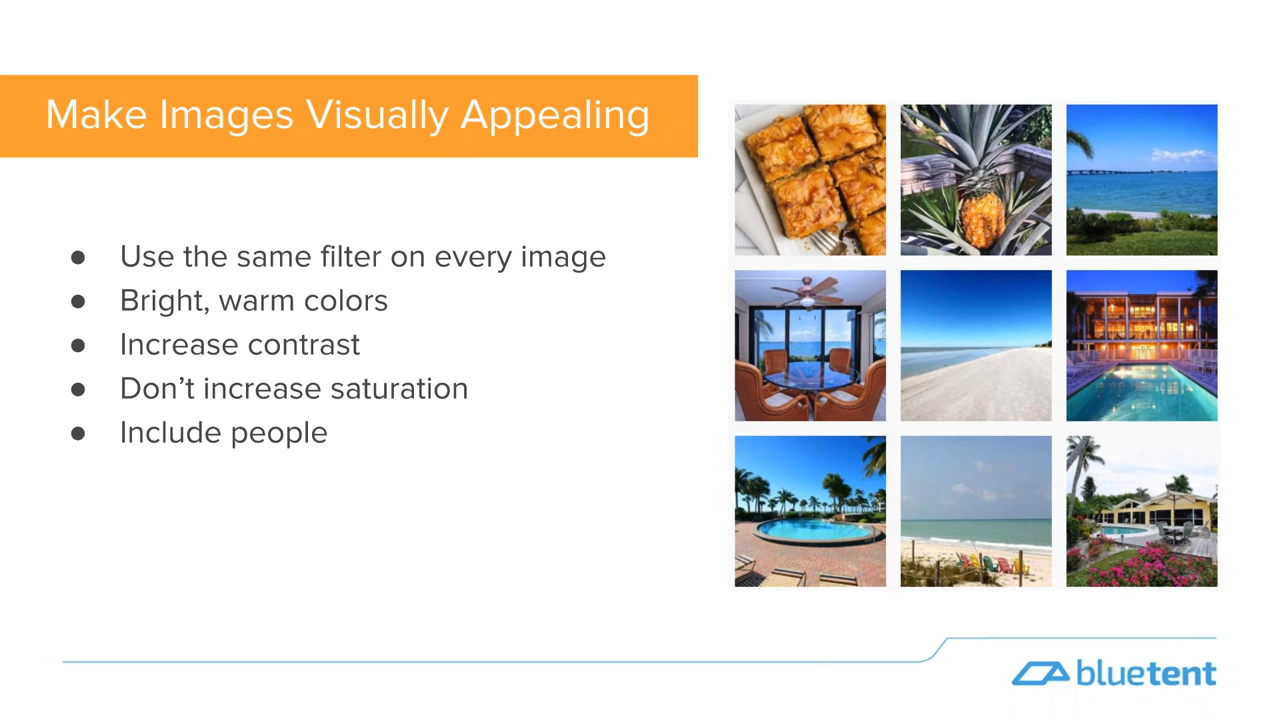 Make Images Visually Appealing
● Use the same filter on every image
● Bright, warm colors
● Increase contrast
● Don’t increase saturation
● Include people
bluetent